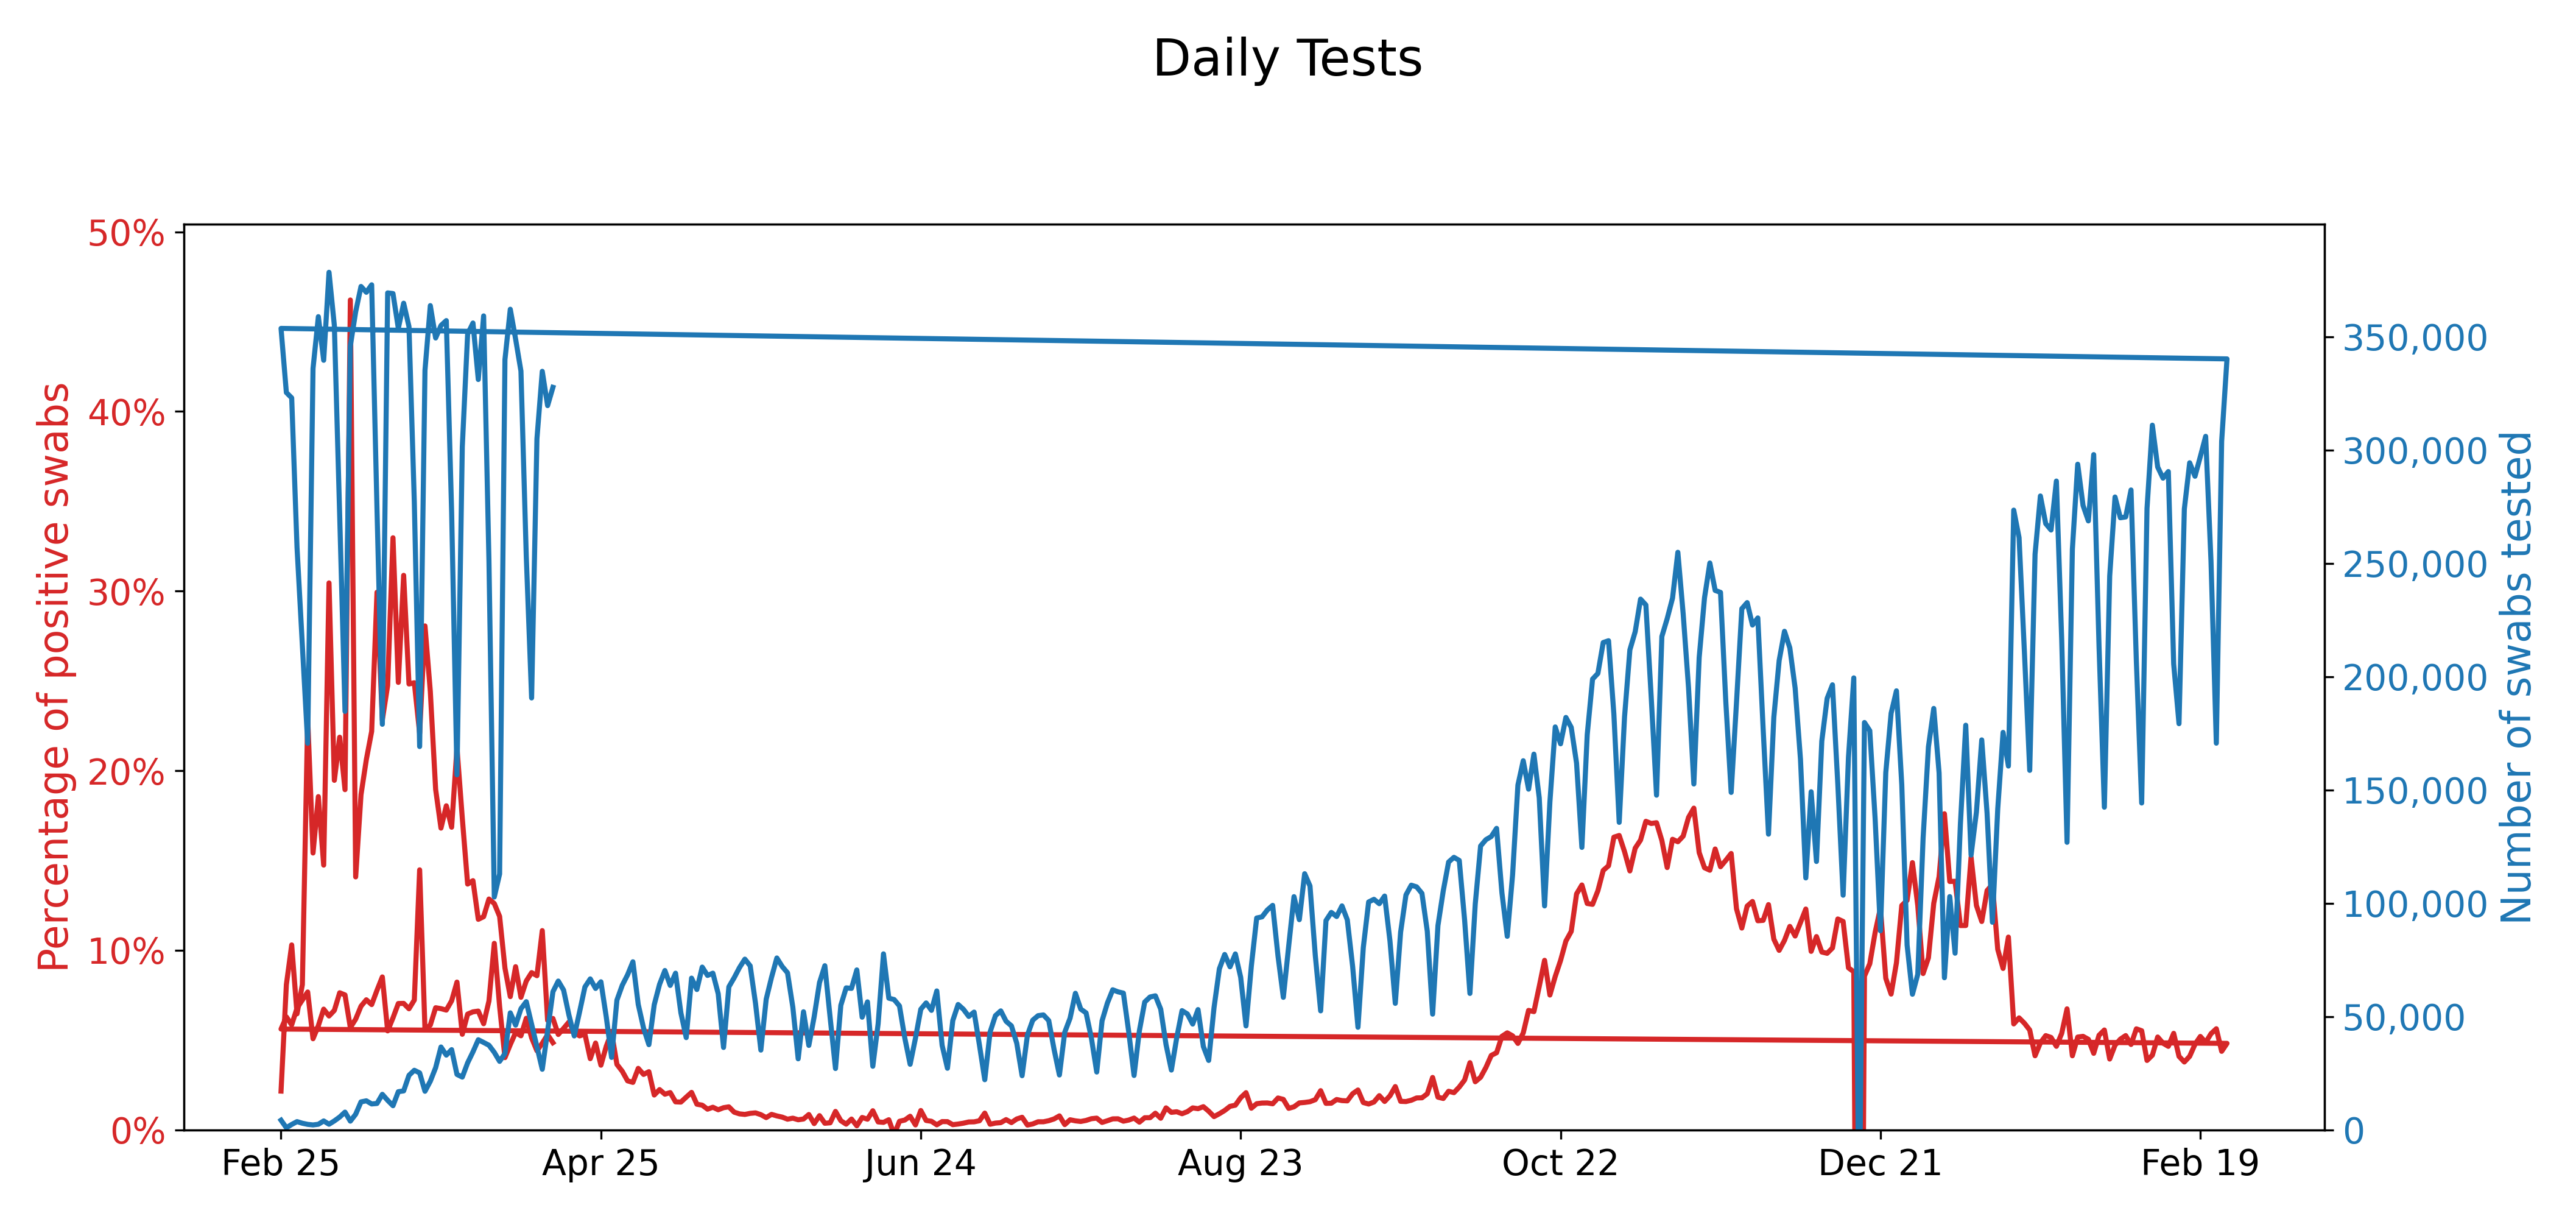 Daily Tests
Percentage of positive swabs
50%
40%
30%
20%
10%
0%
Number of swabs tested
350,000
300,000
250,000
200,000
150,000
100,000
50,000
0
Feb 25
Apr 25
Jun 24
Aug 23
Oct 22
Dec 21
Feb 19